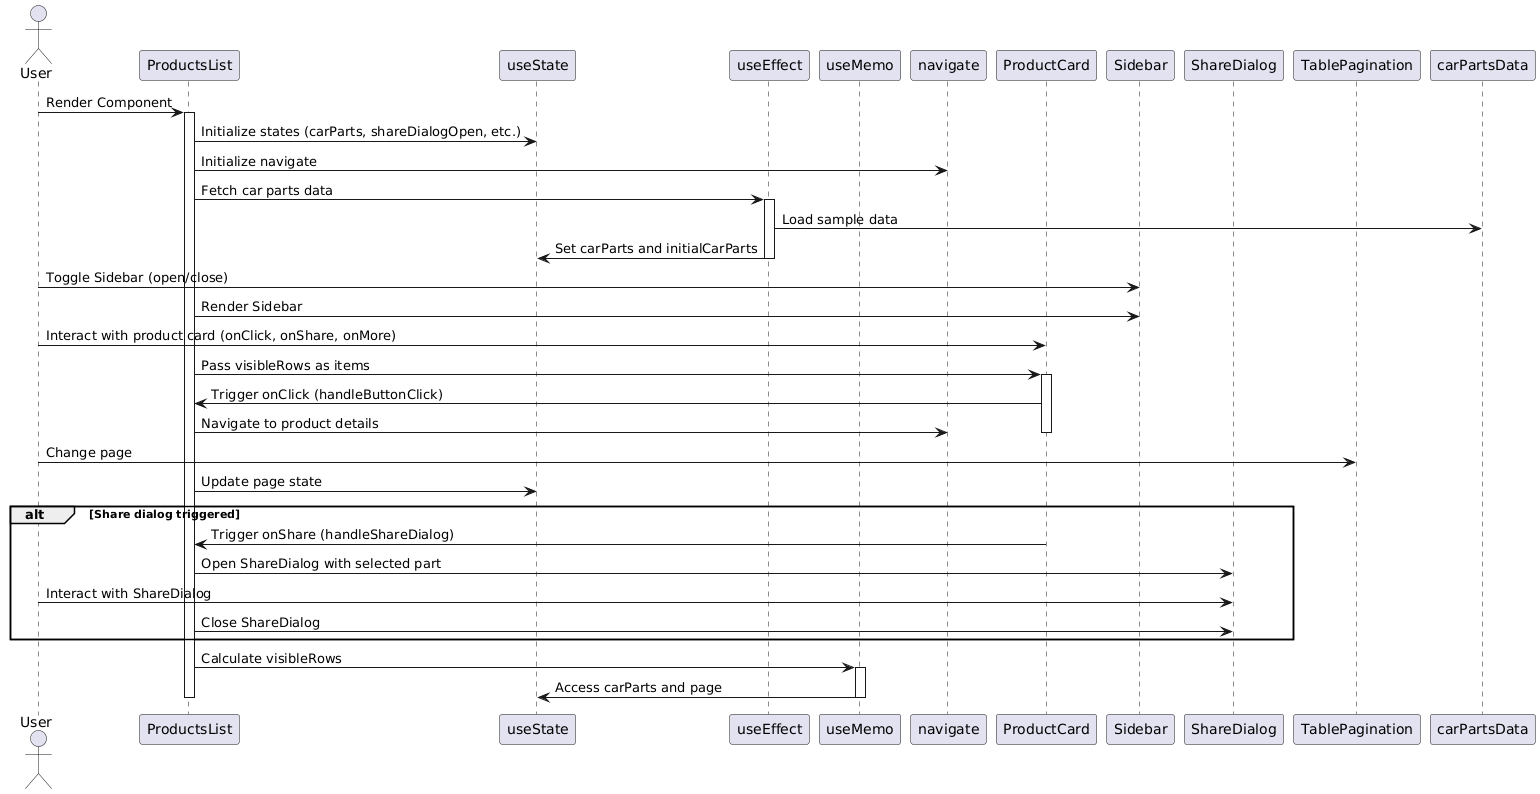 User
ProductsList
useState
useEffect
useMemo
navigate
ProductCard
Sidebar
ShareDialog
TablePagination
carPartsData
Render Component
Initialize states (carParts, shareDialogOpen, etc.)
Initialize navigate
Fetch car parts data
Load sample data
Set carParts and initialCarParts
Toggle Sidebar (open/close)
Render Sidebar
Interact with product card (onClick, onShare, onMore)
Pass visibleRows as items
Trigger onClick (handleButtonClick)
Navigate to product details
Change page
Update page state
alt [Share dialog triggered]
Trigger onShare (handleShareDialog)
Open ShareDialog with selected part
Interact with ShareDialog
Close ShareDialog
Calculate visibleRows
Access carParts and page
User
ProductsList
useState
useEffect
useMemo
navigate
ProductCard
Sidebar
ShareDialog
TablePagination
carPartsData